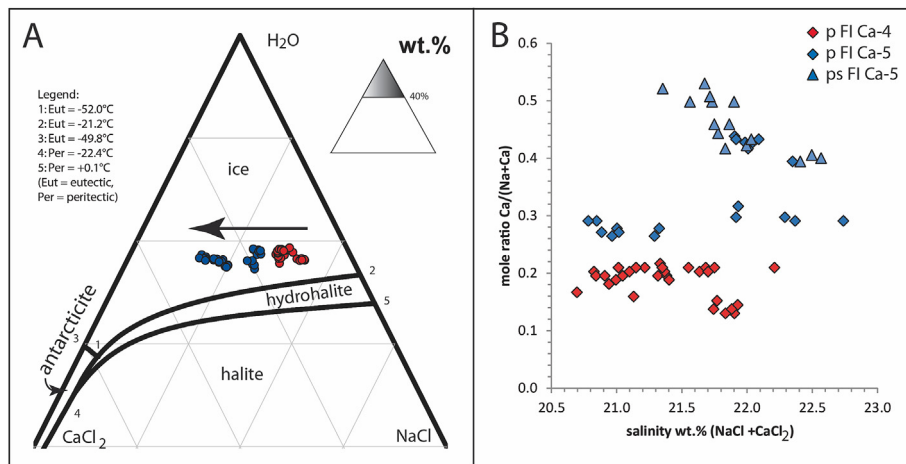 A
H2O
wt.%
40%
Legend:
1: Eut = -52.0°C
2: Eut = -21.2°C
3: Eut = -49.8°C
4: Per = -22.4°C
5: Per = +0.1°C
(Eut = eutectic,
Per = peritectic)
ice
2
hydrohalite
5
antarcticite
3
1
halite
4
CaCl2
NaCl
B
p Fl Ca-4
p Fl Ca-5
ps Fl Ca-5
mole ratio Ca/(Na+Ca)
0.6
0.5
0.4
0.3
0.2
0.1
0.0
20.5 21.0 21.5 22.0 22.5 23.0
salinity wt.% (NaCl +CaCl2)